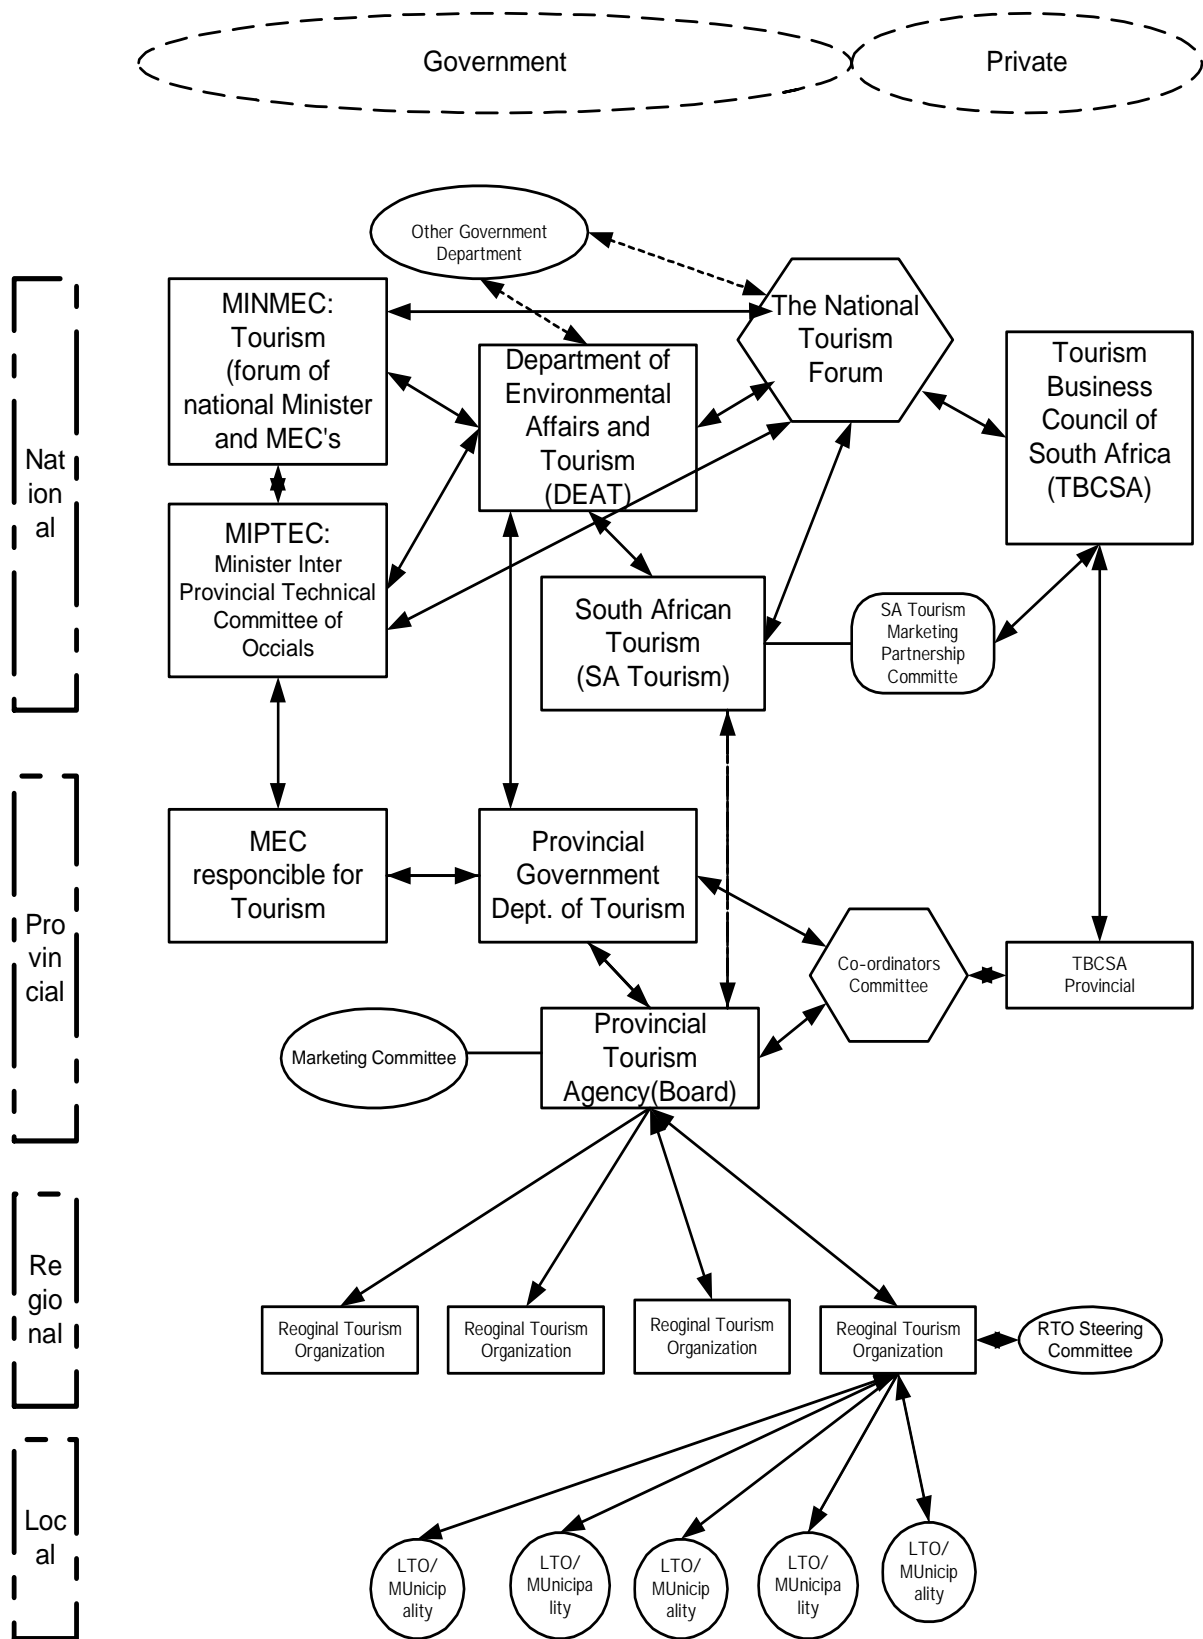 Government
Private
Other Government
Department
MINMEC:
Tourism
(forum of
national Minister
and MEC's
The National
Tourism
Forum
Department of
Environmental
Affairs and
Tourism
(DEAT)
Tourism
Business
Council of
South Africa
(TBCSA)
Nat
ion
al
MIPTEC:
Minister Inter
Provincial Technical
Committee of
Occials
South African
Tourism
(SA Tourism)
SA Tourism
Marketing
Partnership
Committe
Pro
vin
cial
MEC
responcible for
Tourism
Provincial
Government
Dept. of Tourism
Co-ordinators
Committee
TBCSA
Provincial
Marketing Committee
Provincial
Tourism
Agency(Board)
Re
gio
nal
Reoginal Tourism
Organization
Reoginal Tourism
Organization
Reoginal Tourism
Organization
Reoginal Tourism
Organization
RTO Steering
Committee
Loc
al
LTO/
MUnicip
ality
LTO/
MUnicipa
lity
LTO/
MUnicip
ality
LTO/
MUnicipa
lity
LTO/
MUnicip
ality